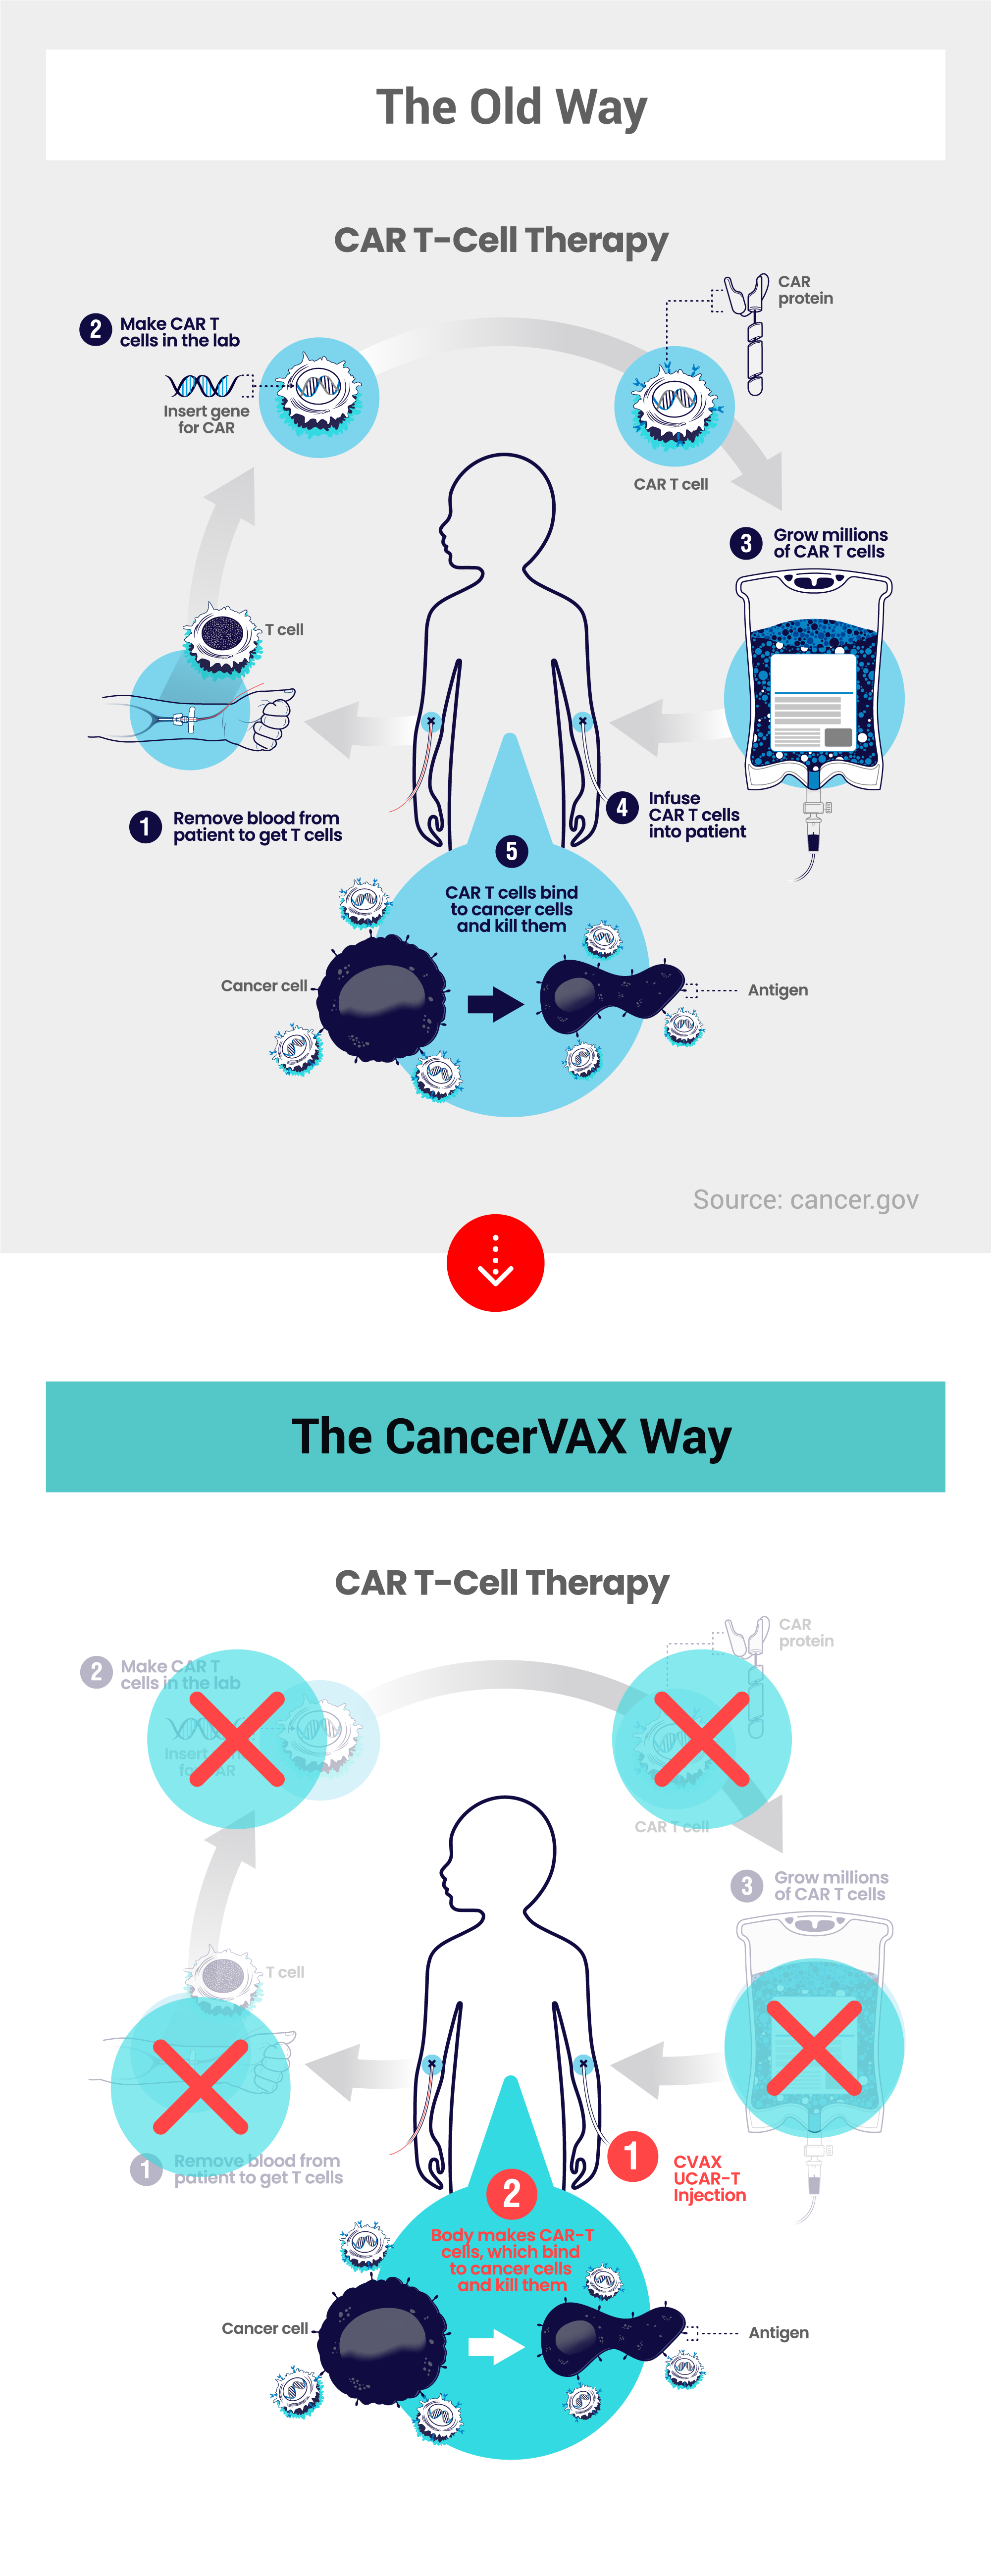 The Old Way
CAR T-Cell Therapy
CAR
protein
2
Make CAR T
cells in the lab
Insert gene
for CAR
CAR T cell
3
Grow millions
of CAR T cells
T cell
1
Remove blood from
patient to get T cells
4
Infuse
CAR T cells
into patient
5
CAR T cells bind
to cancer cells
and kill them
Cancer cell
Antigen
Source: cancer.gov
The CancerVAX Way
CAR T-Cell Therapy
CAR
protein
2
Make CAR T
cells in the lab
Insert gene
for CAR
CAR T cell
3
Grow millions
of CAR T cells
T cell
1
Remove blood from
patient to get T cells
1
CVAX
UCAR-T
Injection
2
Body makes CAR-T
cells, which bind
to cancer cells
and kill them
Cancer cell
Antigen